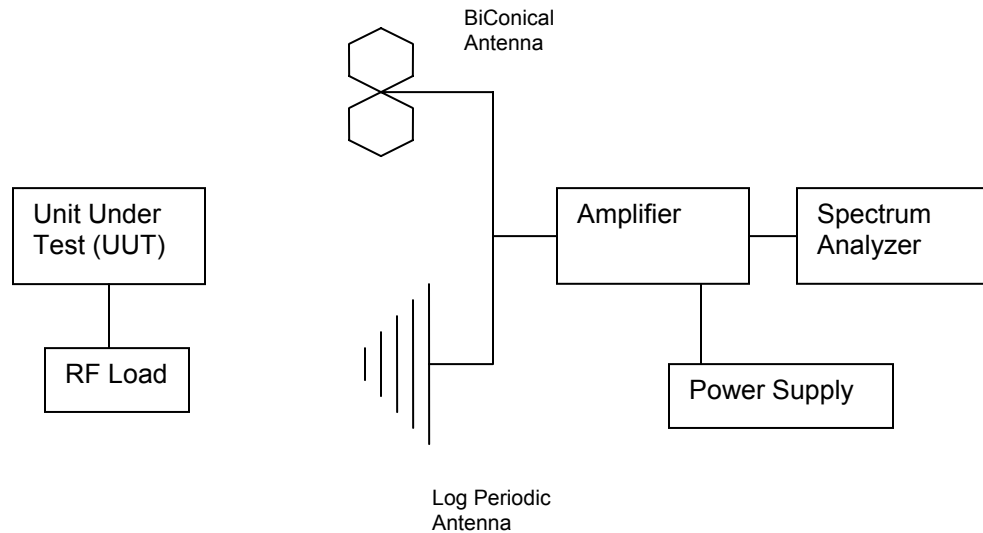 BiConical
Antenna
Unit Under
Test (UUT)
Amplifier
Spectrum
Analyzer
RF Load
Power Supply
Log Periodic
Antenna